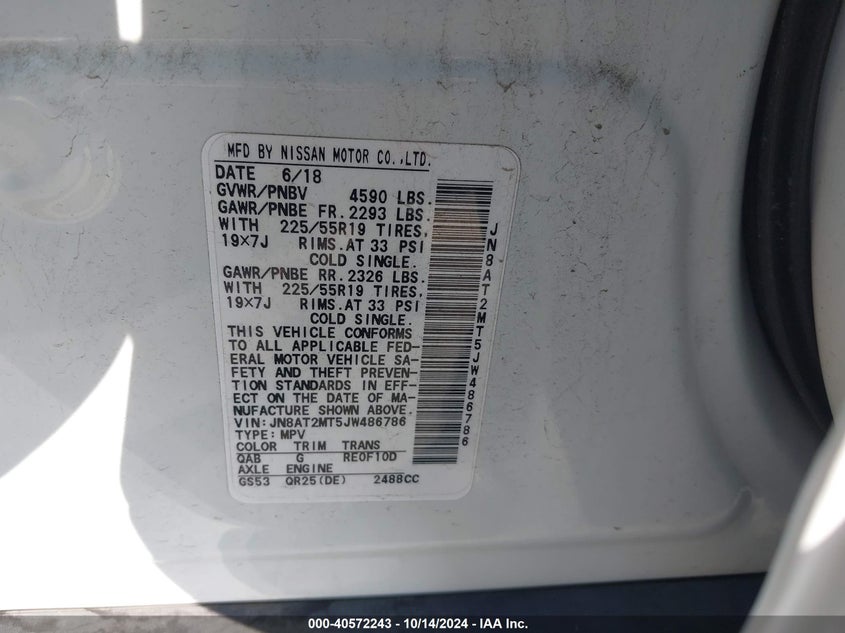 MFD BY NISSAN MOTOR CO.,LTD.
DATE 6/18
GVWR/PNBV 4590 LBS.
GAWR/PNBE FR. 2293 LBS.
WITH 225/55R19 TIRES,
19×7J RIMS.AT 33 PSI
COLD SINGLE.
GAWR/PNBE RR. 2326 LBS.
WITH 225/55R19 TIRES,
19×7J RIMS.AT 33 PSI
COLD SINGLE.
THIS VEHICLE CONFORMS
TO ALL APPLICABLE FED-
ERAL MOTOR VEHICLE SA-
FETY AND THEFT PREVEN-
TION STANDARDS IN EFF-
ECT ON THE DATE OF MA-
NUFACTURE SHOWN ABOVE.
VIN:JN8AT2MT5JW486786
TYPE:MPV
COLOR TRIM TRANS
QAB G RE0F10D
AXLE ENGINE
GS53 QR25(DE) 2488CC
JN8AT2MT5JW486786
000-40572243 - 10/14/2024 - IAA Inc.